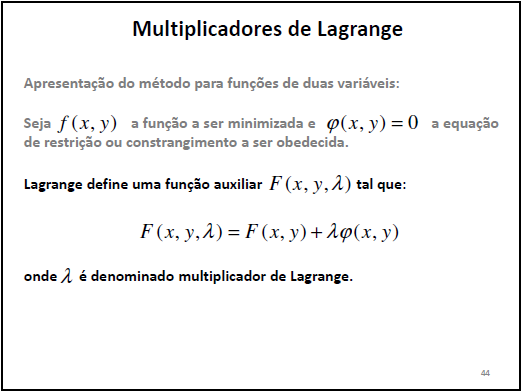 Multiplicadores de Lagrange
Apresentação do método para funções de duas variáveis:
Seja f(x, y) a função a ser minimizada e φ(x, y) = 0 a equação
de restrição ou constrangimento a ser obedecida.
Lagrange define uma função auxiliar F(x, y, λ) tal que:
F(x, y, λ) = F(x, y) + λφ(x, y)
onde λ é denominado multiplicador de Lagrange.
44